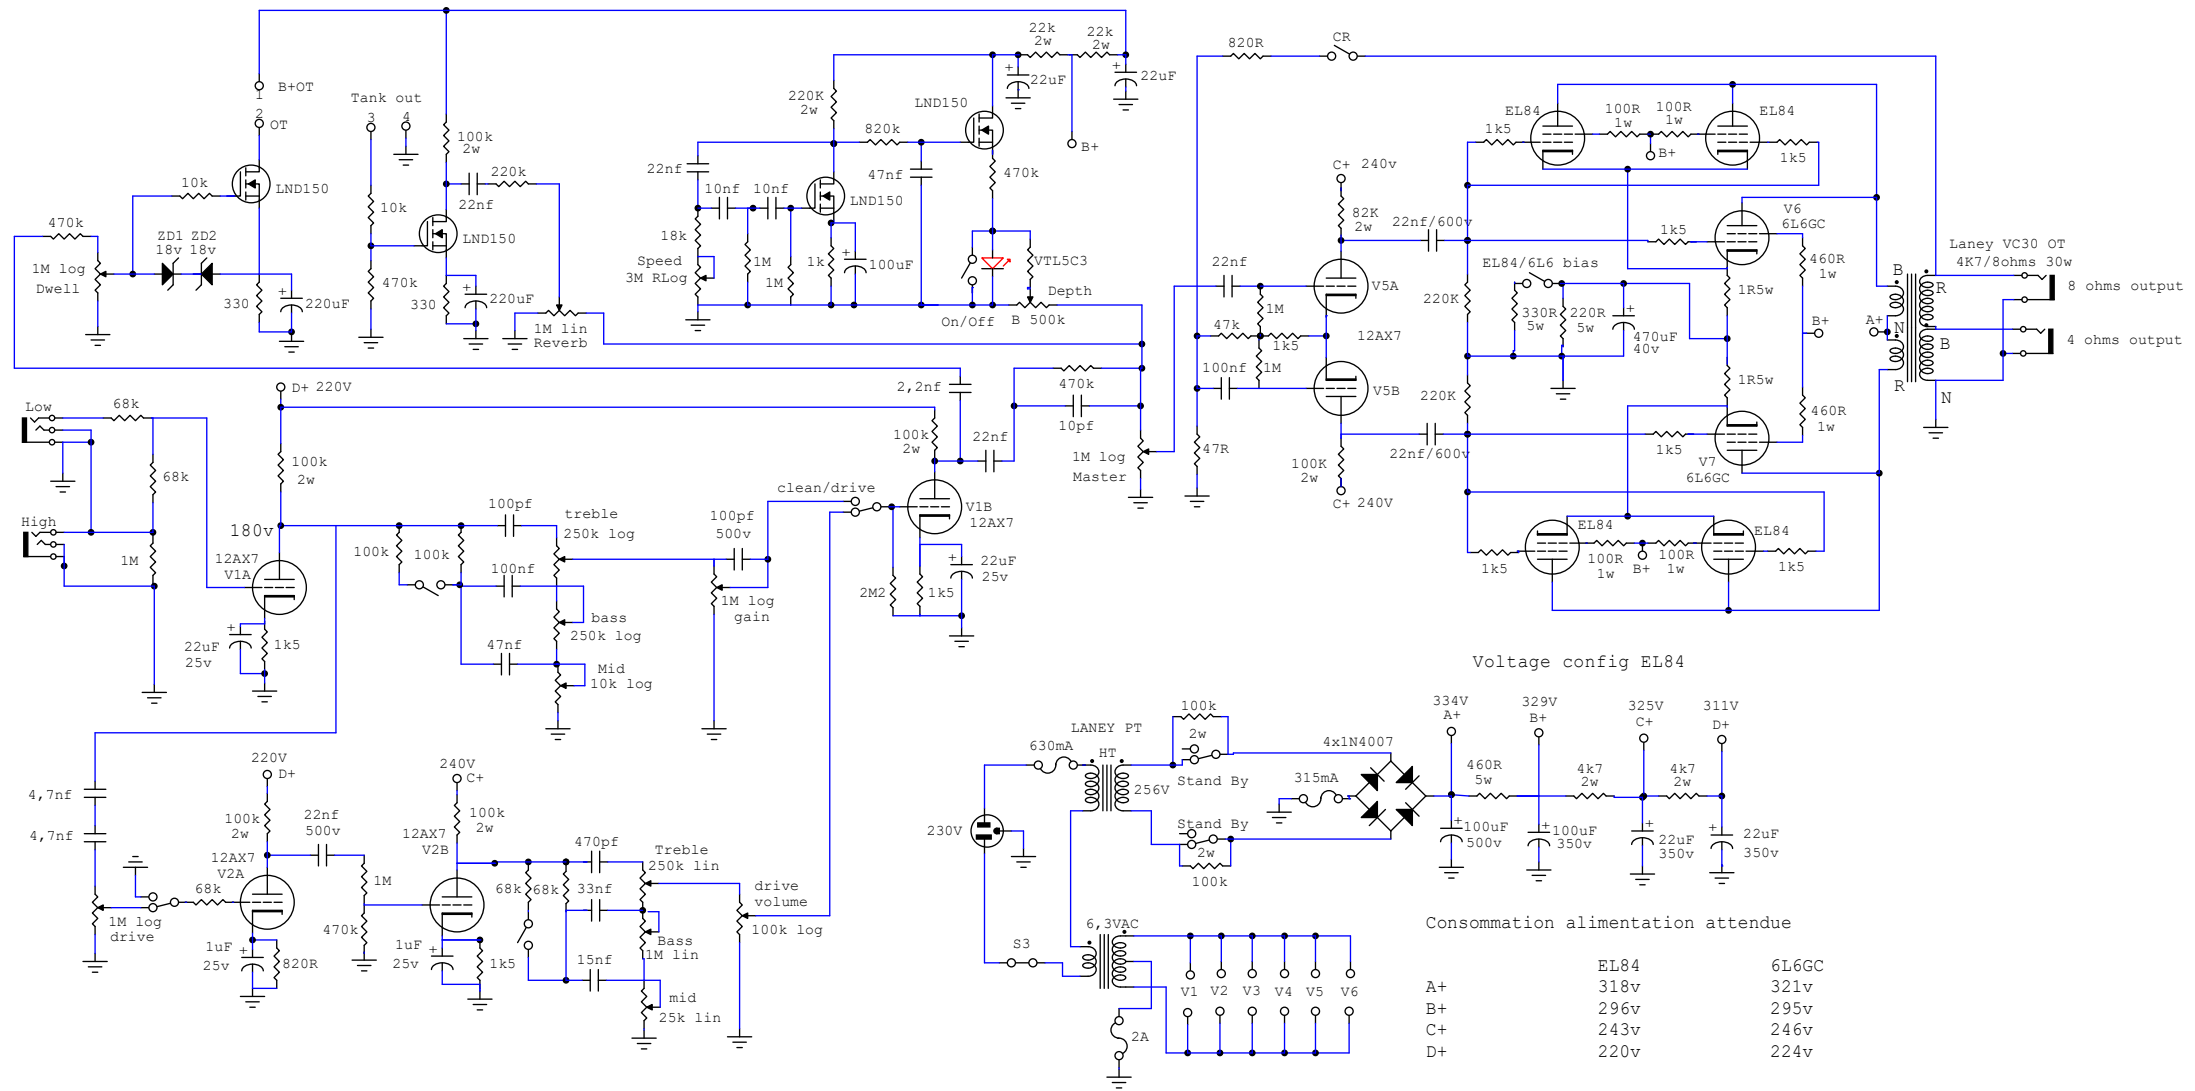 B+OT
1
2
OT
Tank out
3
4
100k
2w
LND150
10k
470k
ZD1 ZD2
18v 18v
1M log
Dwell
330
220uF
10k
470k
22nf
220k
LND150
330
220uF
1M lin
Reverb
22k
2w
22k
2w
22uF
22uF
220K
2w
LND150
820k
B+
22nf
47nf
470k
10nf
10nf
LND150
18k
Speed
3M RLog
1M
1M
1k
100uF
VTL5C3
Depth
On/Off
B 500k
820R
CR
C+ 240v
82K
2w
22nf/600v
22nf
V5A
1M
47k
1k5
12AX7
100nf
1M
V5B
47R
100K
2w
C+ 240V
22nf/600v
220K
220K
EL84
100R
1w
100R
1w
EL84
1k5
B+
1k5
V6
6L6GC
1k5
460R
1w
EL84/6L6 bias
330R
5w
220R
5w
470uF
40v
1R5w
1R5w
B+
460R
1w
1k5
V7
6L6GC
EL84
EL84
1k5
100R
1w
B+
100R
1w
1k5
Laney VC30 OT
4K7/8ohms 30w
B
R
A+
N
B
R
N
8 ohms output
4 ohms output
Low
68k
68k
High
1M
D+ 220V
100k
2w
180v
12AX7
V1A
22uF
25v
1k5
100pf
treble
250k log
100k
100k
100nf
bass
250k log
47nf
Mid
10k log
100pf
500v
1M log
gain
clean/drive
2,2nf
100k
2w
22nf
470k
10pf
1M log
Master
V1B
12AX7
2M2
1k5
22uF
25v
4,7nf
4,7nf
1M log
drive
68k
220V
D+
100k
2w
22nf
500v
12AX7
V2A
1M
470k
1uF
25v
820R
240V
C+
100k
2w
12AX7
V2B
1uF
25v
1k5
470pf
Treble
250k lin
68k
68k
33nf
Bass
1M lin
15nf
mid
25k lin
drive
volume
100k log
230V
630mA
LANEY PT
HT
256V
100k
2w
Stand By
Stand By
2w
100k
315mA
4x1N4007
S3
6,3VAC
2A
V1 V2 V3 V4 V5 V6
Voltage config EL84
334V
A+
329V
B+
325V
C+
311V
D+
460R
5w
4k7
2w
4k7
2w
100uF
500v
100uF
350v
22uF
350v
22uF
350v
Consommation alimentation attendue
EL84 6L6GC
A+ 318v 321v
B+ 296v 295v
C+ 243v 246v
D+ 220v 224v